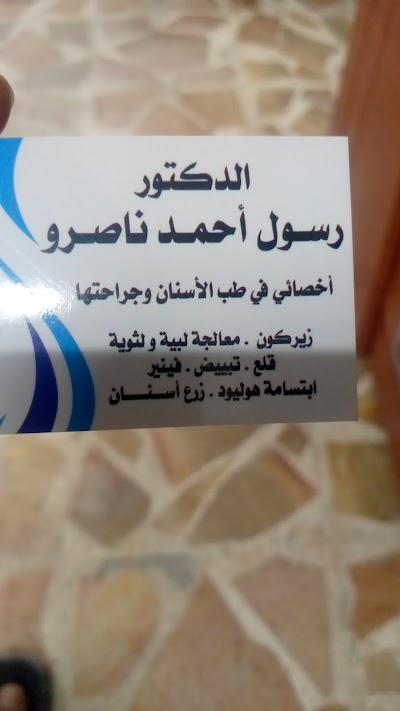 الدكتور
رسول أحمد ناصرو
أخصائي في طب الأسنان وجراحتها
زيركون . معالجة لبية ولثوية
قلع . تبييض . فينير
ابتسامة هوليود . زرع أسنان